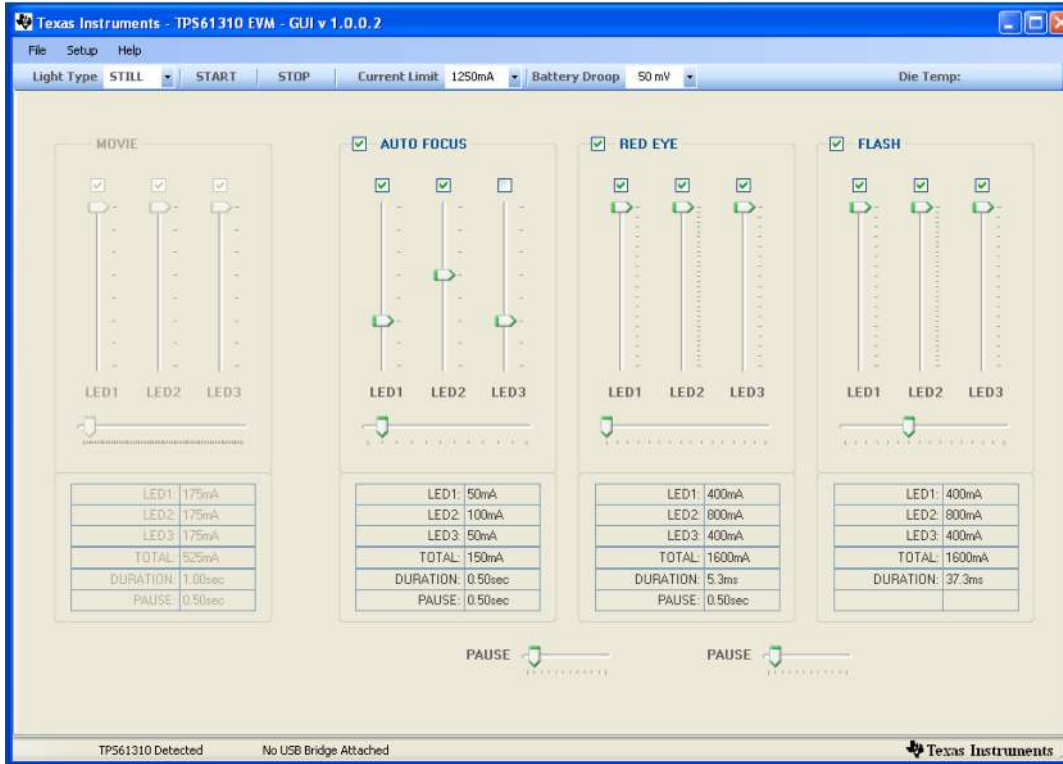 Texas Instruments - TPS61310 EVM - GUI v 1.0.0.2
File Setup Help
Light Type STILL START STOP Current Limit 1250mA Battery Droop 50 mV Die Temp:
MOVIE
LED1 LED2 LED3
LED1: 175mA
LED2: 175mA
LED3: 175mA
TOTAL: 525mA
DURATION: 1.00sec
PAUSE: 0.50sec
AUTO FOCUS
LED1 LED2 LED3
LED1: 50mA
LED2: 100mA
LED3: 50mA
TOTAL: 150mA
DURATION: 0.50sec
PAUSE: 0.50sec
RED EYE
LED1 LED2 LED3
LED1: 400mA
LED2: 800mA
LED3: 400mA
TOTAL: 1600mA
DURATION: 5.3ms
PAUSE: 0.50sec
FLASH
LED1 LED2 LED3
LED1: 400mA
LED2: 800mA
LED3: 400mA
TOTAL: 1600mA
DURATION: 37.3ms
PAUSE
PAUSE
TPS61310 Detected No USB Bridge Attached Texas Instruments